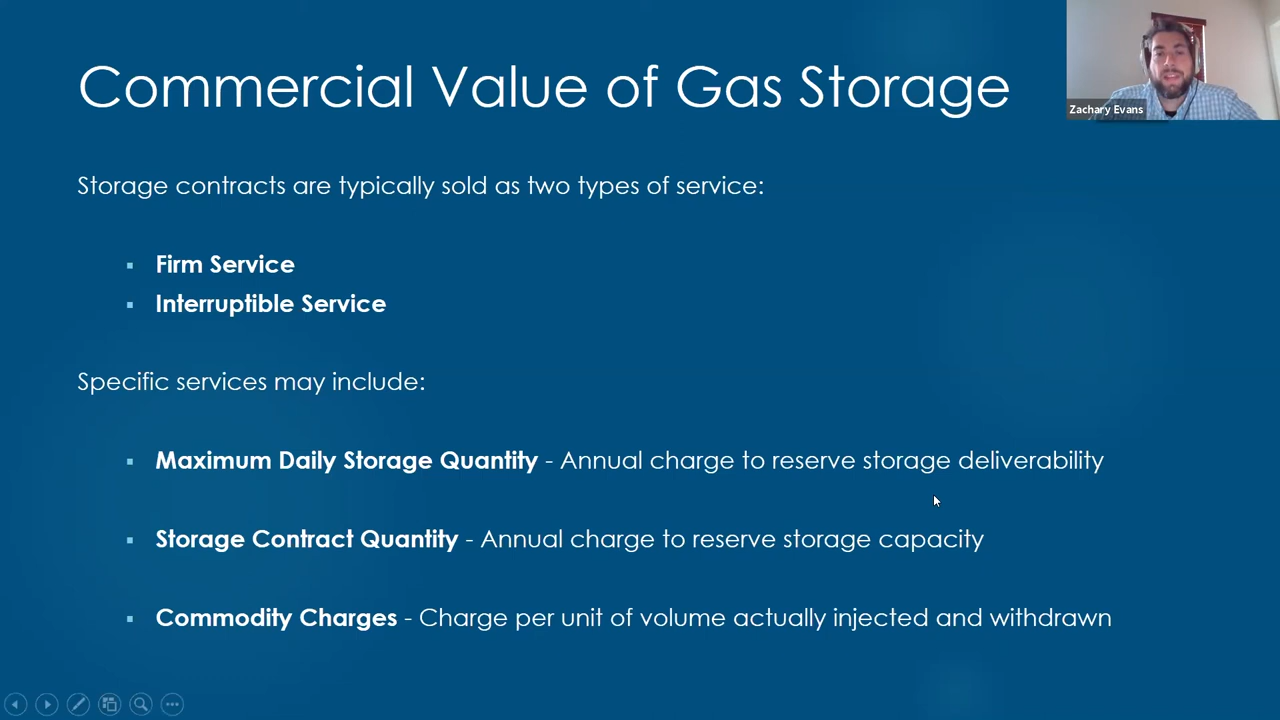 Commercial Value of Gas Storage
Zachary Evans
Storage contracts are typically sold as two types of service:
▪ Firm Service
▪ Interruptible Service
Specific services may include:
▪ Maximum Daily Storage Quantity - Annual charge to reserve storage deliverability
▪ Storage Contract Quantity - Annual charge to reserve storage capacity
▪ Commodity Charges - Charge per unit of volume actually injected and withdrawn